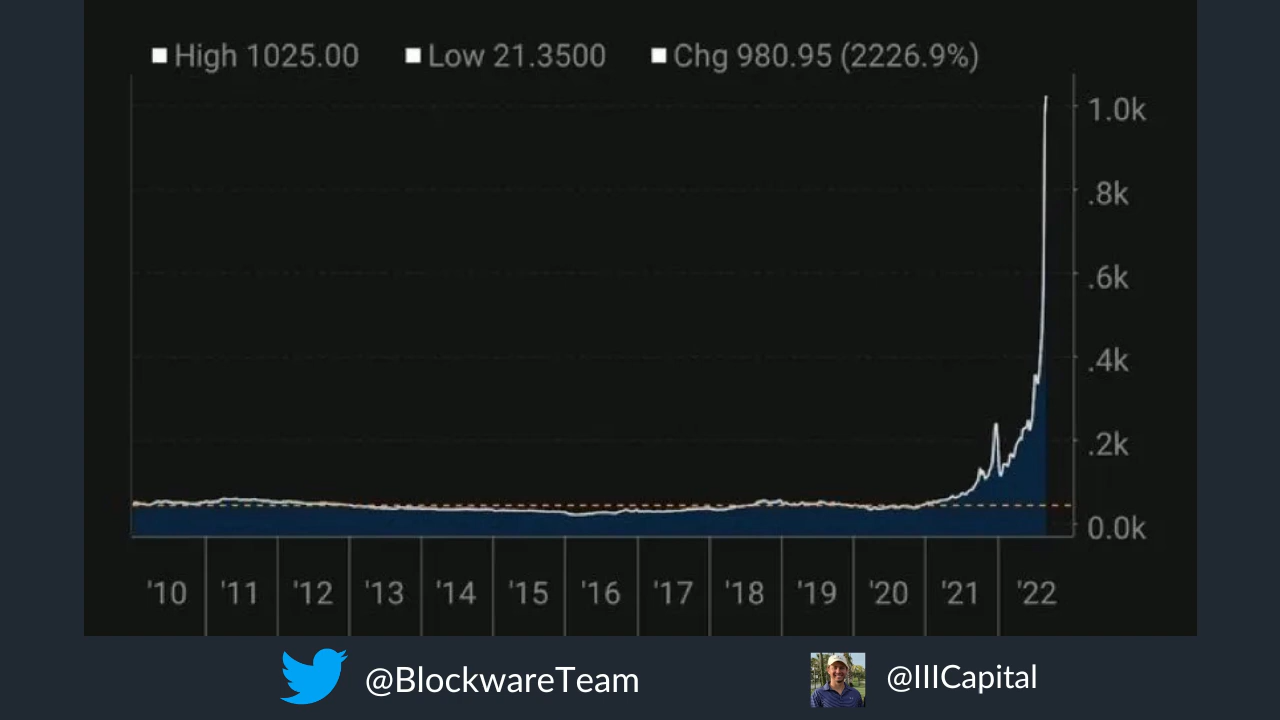 High 1025.00 Low 21.3500 Chg 980.95 (2226.9%)
1.0k
.8k
.6k
.4k
.2k
0.0k
'10 '11 '12 '13 '14 '15 '16 '17 '18 '19 '20 '21 '22
@BlockwareTeam @IIICapital